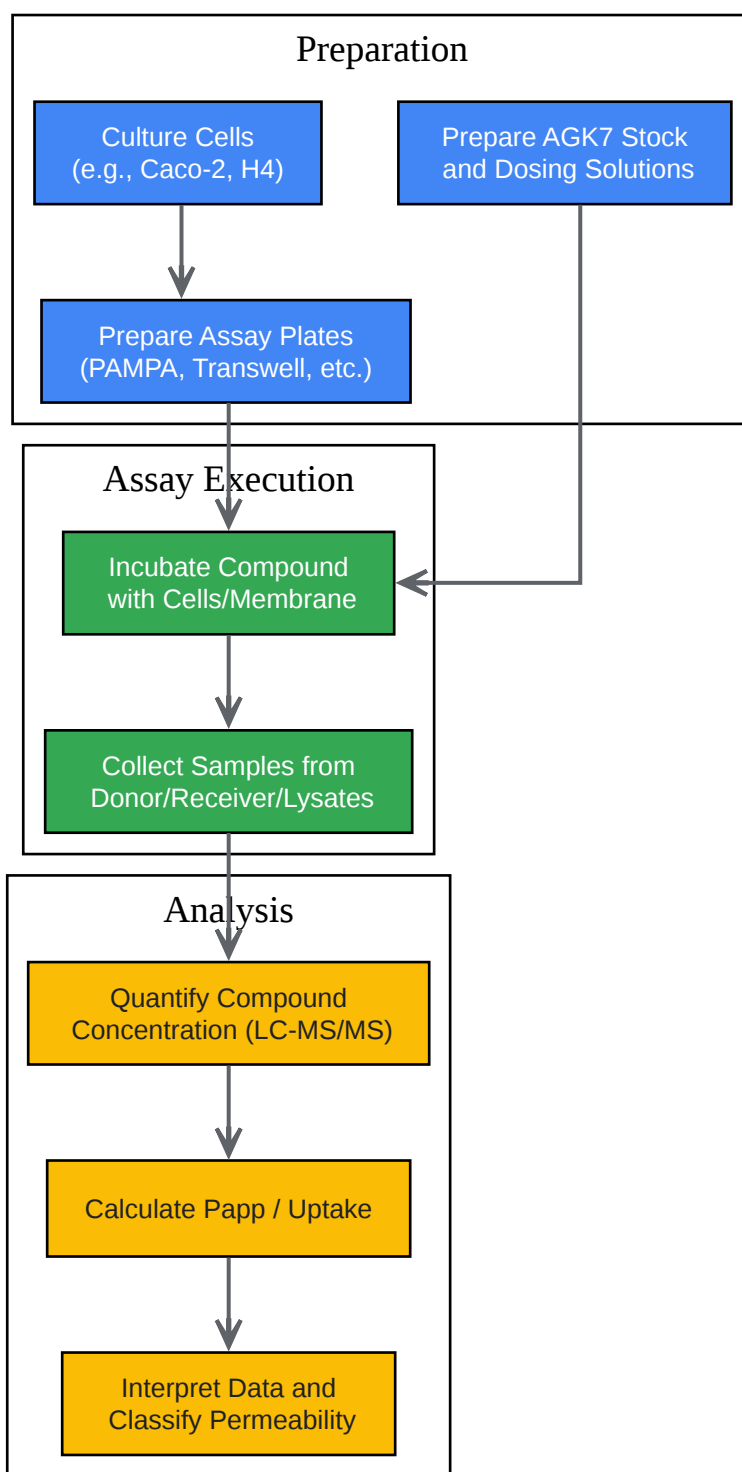 Preparation
Culture Cells
(e.g., Caco-2, H4)
Prepare AGK7 Stock
and Dosing Solutions
Prepare Assay Plates
(PAMPA, Transwell, etc.)
Assay Execution
Incubate Compound
with Cells/Membrane
Collect Samples from
Donor/Receiver/Lysates
Analysis
Quantify Compound
Concentration (LC-MS/MS)
Calculate Papp / Uptake
Interpret Data and
Classify Permeability